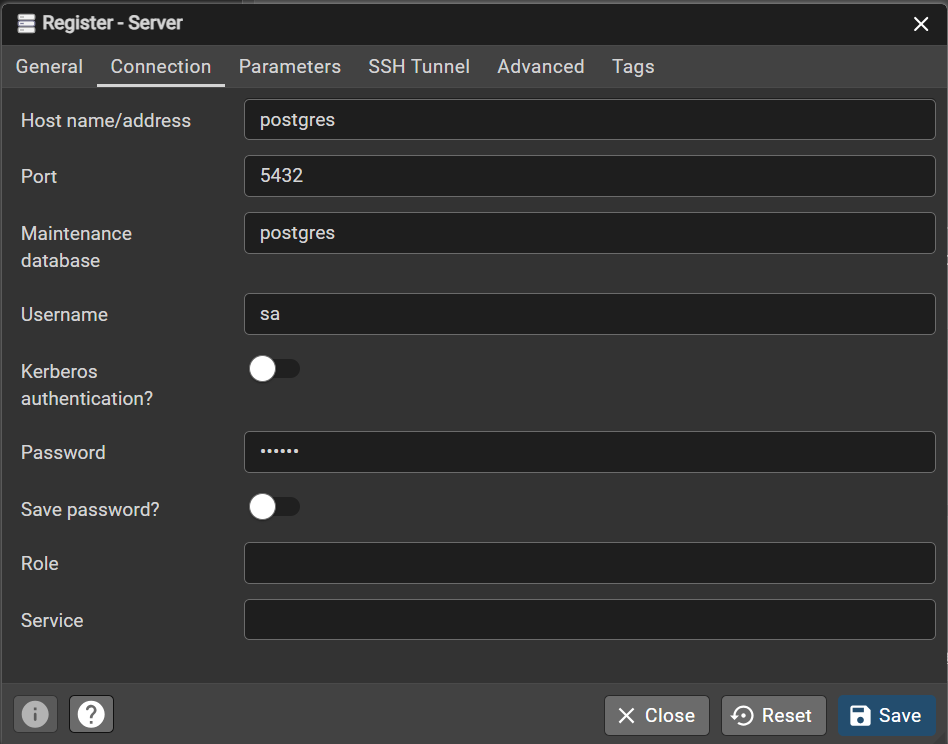 Register - Server
General Connection Parameters SSH Tunnel Advanced Tags
Host name/address postgres
Port 5432
Maintenance database postgres
Username sa
Kerberos authentication?
Password ••••••
Save password?
Role
Service
Close Reset Save